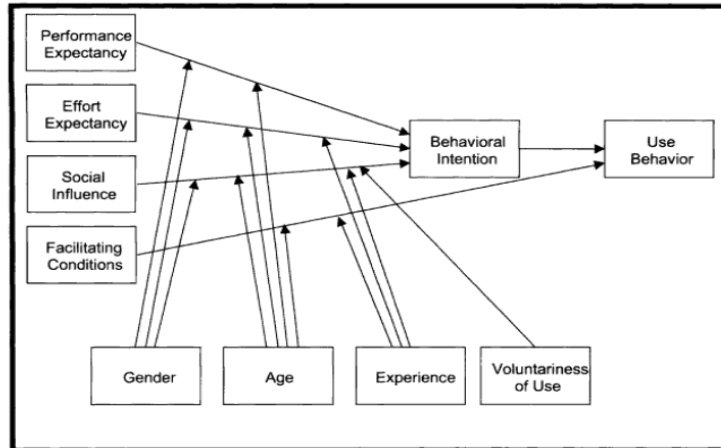 Performance
Expectancy
Effort
Expectancy
Social
Influence
Facilitating
Conditions
Behavioral
Intention
Use
Behavior
Gender
Age
Experience
Voluntariness
of Use